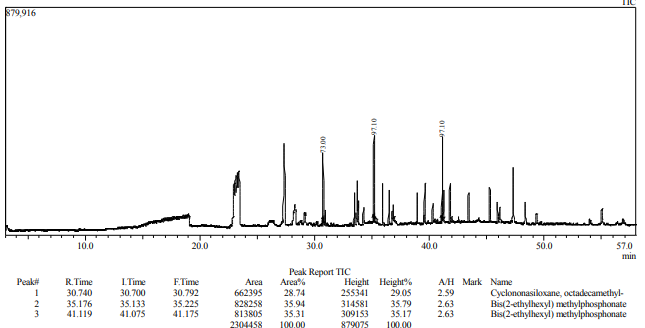 TIC
879,916
73.00
97.10
97.10
10.0 20.0 30.0 40.0 50.0 57.0
min
Peak Report TIC
Peak# R.Time I.Time F.Time Area Area% Height Height% A/H Mark Name
1 30.740 30.700 30.792 662395 28.74 255341 29.05 2.59 Cyclononasiloxane, octadecamethyl-
2 35.176 35.133 35.225 828258 35.94 314581 35.79 2.63 Bis(2-ethylhexyl) methylphosphonate
3 41.119 41.075 41.175 813805 35.31 309153 35.17 2.63 Bis(2-ethylhexyl) methylphosphonate
2304458 100.00 879075 100.00